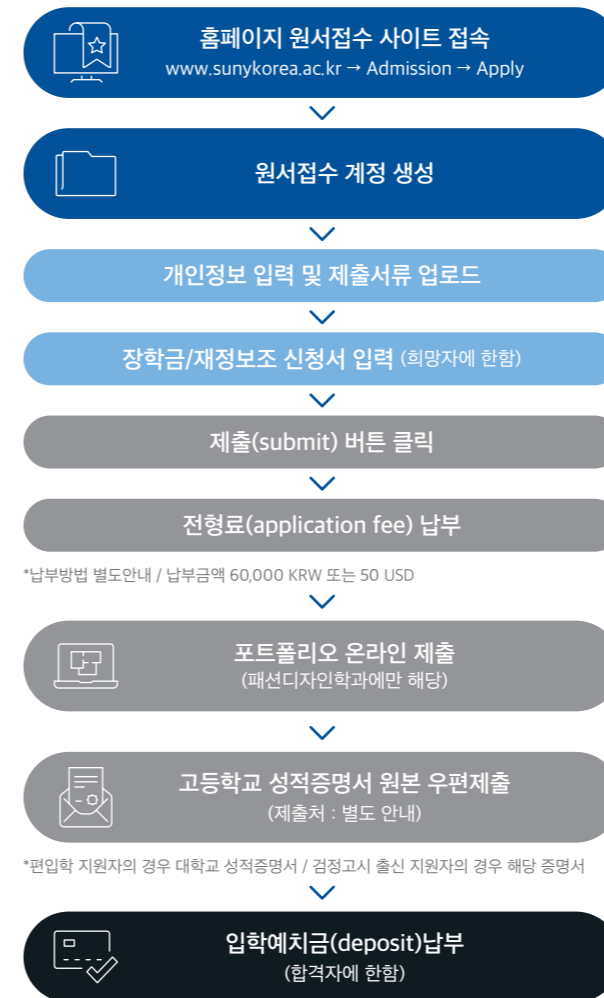 홈페이지 원서접수 사이트 접속
www.sunykorea.ac.kr → Admission → Apply
원서접수 계정 생성
개인정보 입력 및 제출서류 업로드
장학금/재정보조 신청서 입력 (희망자에 한함)
제출(submit) 버튼 클릭
전형료(application fee) 납부
*납부방법 별도안내 / 납부금액 60,000 KRW 또는 50 USD
포트폴리오 온라인 제출
(패션디자인학과에만 해당)
고등학교 성적증명서 원본 우편제출
(제출처 : 별도 안내)
*편입학 지원자의 경우 대학교 성적증명서 / 검정고시 출신 지원자의 경우 해당 증명서
입학예치금(deposit)납부
(합격자에 한함)